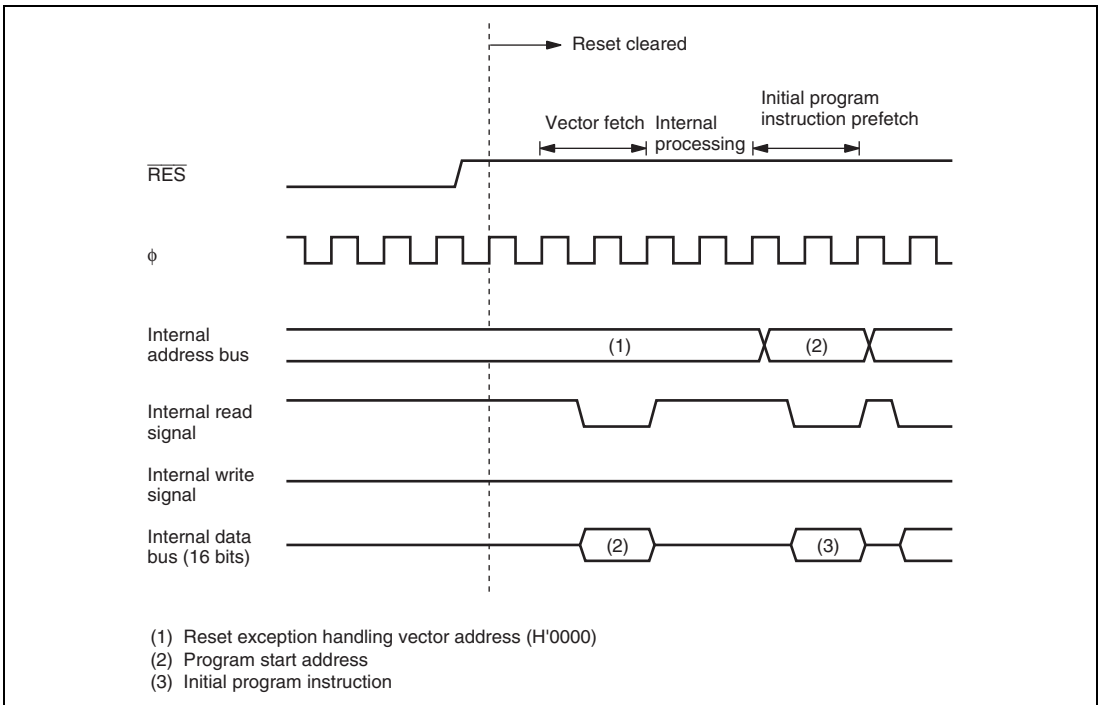 Reset cleared
Initial program
Vector fetch Internal instruction prefetch
processing
RES
ϕ
Internal
address bus
(1) (2)
Internal read
signal
Internal write
signal
Internal data
bus (16 bits)
(2) (3)
(1) Reset exception handling vector address (H'0000)
(2) Program start address
(3) Initial program instruction